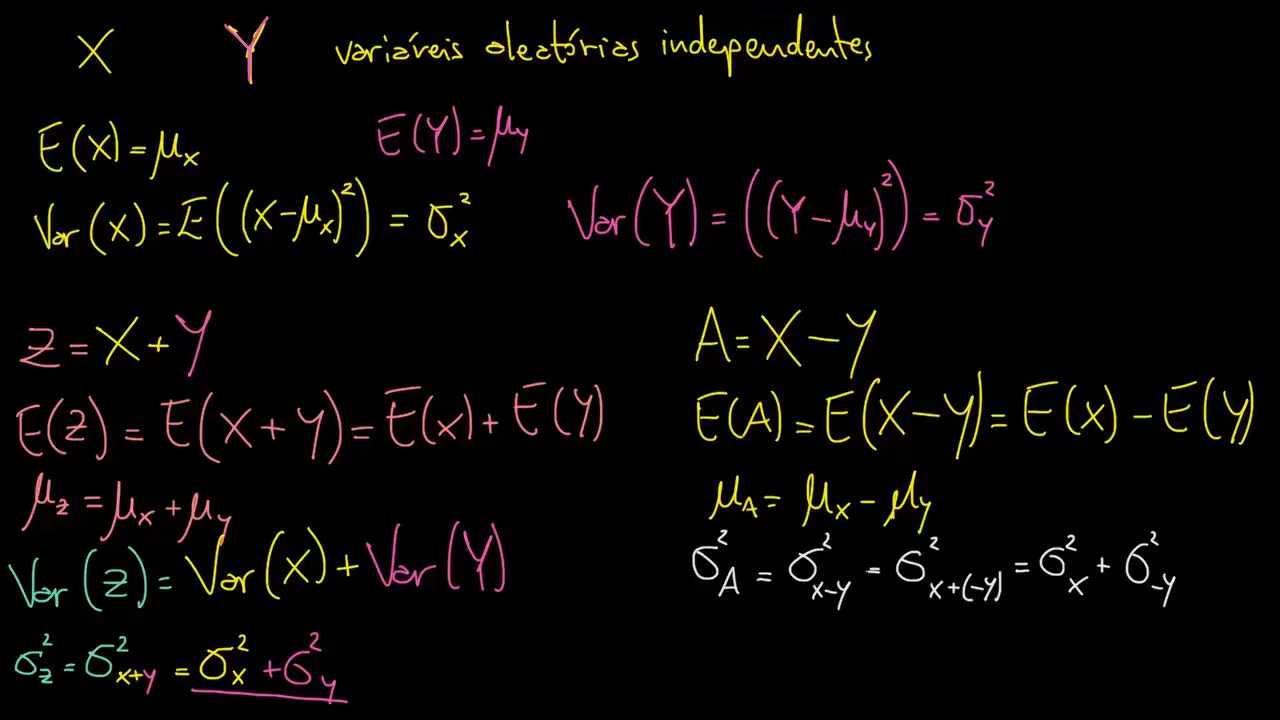 X Y variáveis aleatórias independentes
E(X) = μx E(Y) = μy
Var(X) = E((X-μx)²) = σx² Var(Y) = ((Y-μy)²) = σy²
Z = X + Y
E(Z) = E(X+Y) = E(x) + E(Y)
μz = μx + μy
Var(Z) = Var(X) + Var(Y)
σz² = σx+y² = σx² + σy²
A = X - Y
E(A) = E(X-Y) = E(x) - E(Y)
μA = μx - μy
σA² = σx-y² = σx+(-y)² = σx² + σ-y²